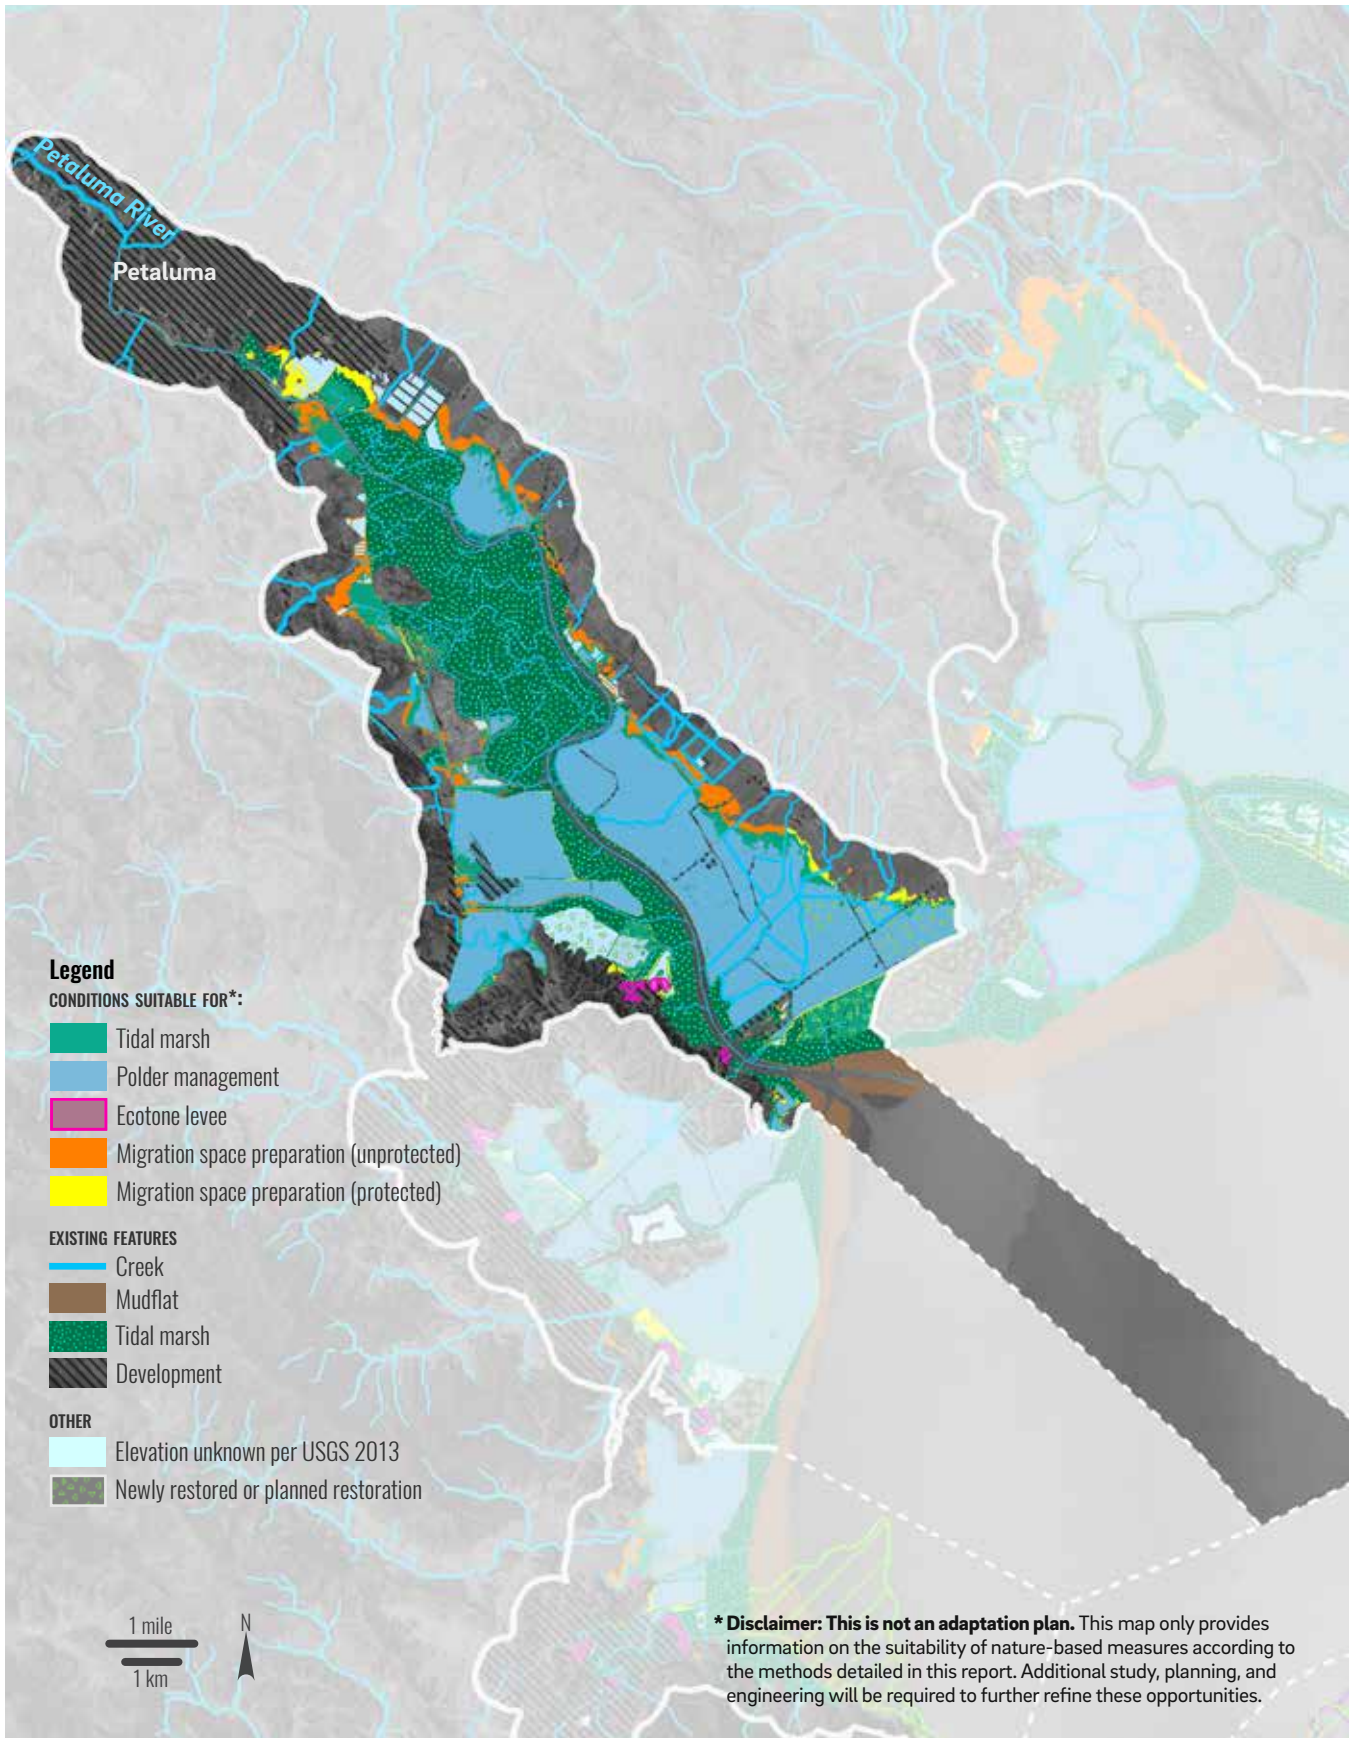 Petaluma River
Petaluma
Legend
CONDITIONS SUITABLE FOR*:
Tidal marsh
Polder management
Ecotone levee
Migration space preparation (unprotected)
Migration space preparation (protected)
EXISTING FEATURES
Creek
Mudflat
Tidal marsh
Development
OTHER
Elevation unknown per USGS 2013
Newly restored or planned restoration
1 mile
1 km
N
* Disclaimer: This is not an adaptation plan. This map only provides
information on the suitability of nature-based measures according to
the methods detailed in this report. Additional study, planning, and
engineering will be required to further refine these opportunities.